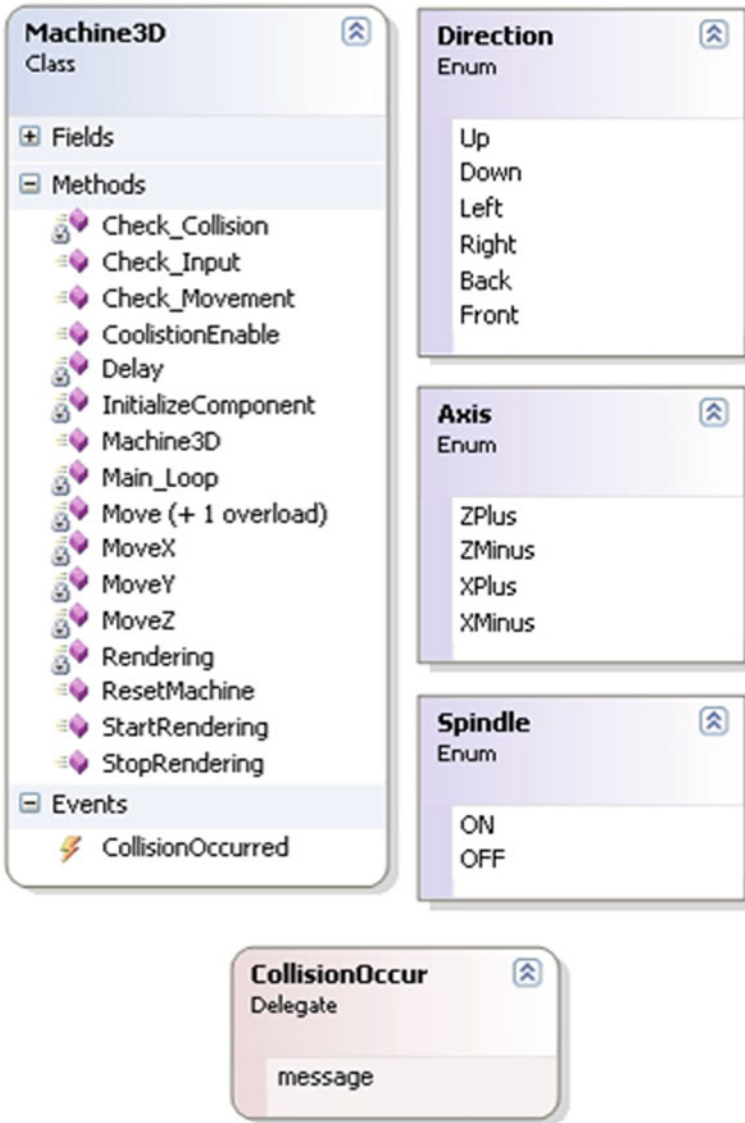 Machine3D
Class
Fields
Methods
Check_Collision
Check_Input
Check_Movement
CoolistionEnable
Delay
InitializeComponent
Machine3D
Main_Loop
Move (+ 1 overload)
MoveX
MoveY
MoveZ
Rendering
ResetMachine
StartRendering
StopRendering
Events
CollisionOccurred
Direction
Enum
Up
Down
Left
Right
Back
Front
Axis
Enum
ZPlus
ZMinus
XPlus
XMinus
Spindle
Enum
ON
OFF
CollisionOccur
Delegate
message